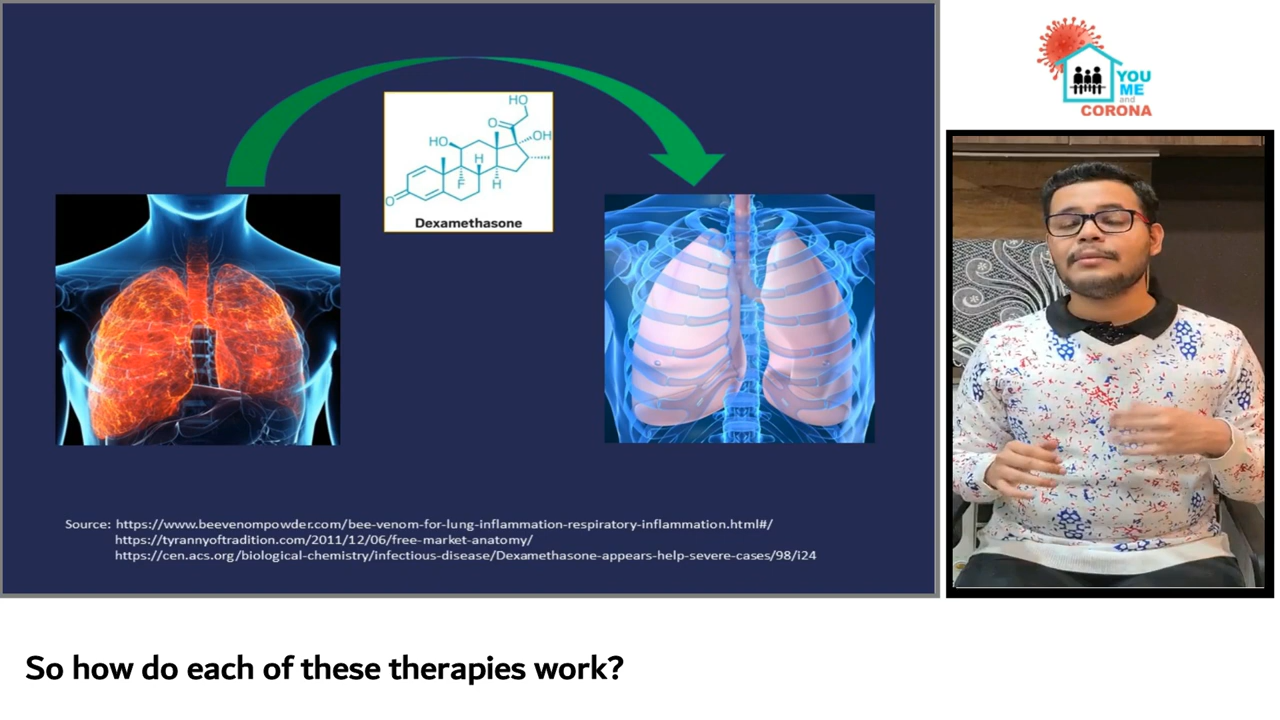 HO
O
OH
HO
H
F
H
H
O
Dexamethasone
Source: https://www.beevenompowder.com/bee-venom-for-lung-inflammation-respiratory-inflammation.html#/
https://tyrannyoftradition.com/2011/12/06/free-market-anatomy/
https://cen.acs.org/biological-chemistry/infectious-disease/Dexamethasone-appears-help-severe-cases/98/i24
YOU
ME
and
CORONA
So how do each of these therapies work?